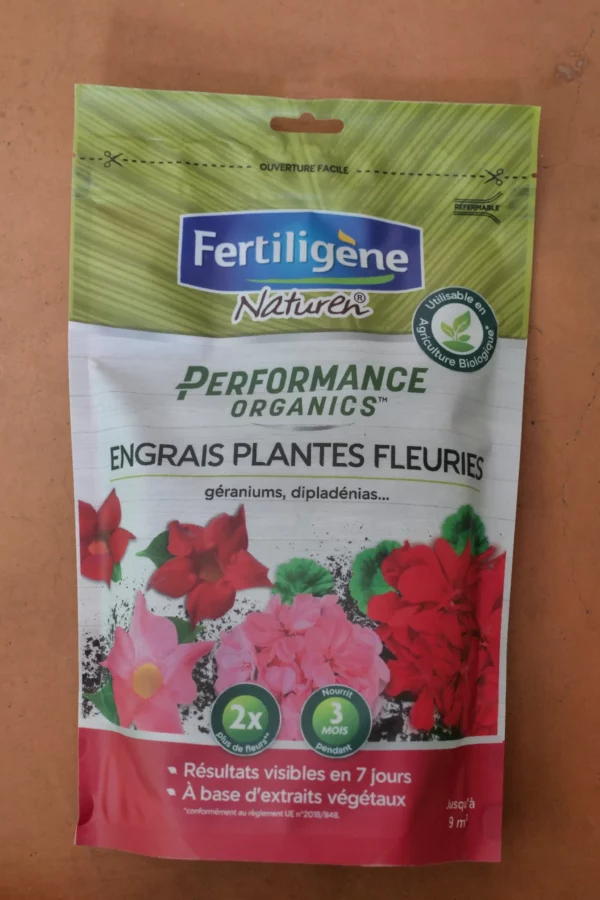 OUVERTURE FACILE
REFERMABLE
Fertiligène
Naturen®
Utilisable en
Agriculture Biologique*
PERFORMANCE
ORGANICS™
ENGRAIS PLANTES FLEURIES
géraniums, dipladénias...
2x
plus de fleurs**
Nourrit
3
MOIS
pendant
- Résultats visibles en 7 jours
- À base d'extraits végétaux
*conformément au règlement UE n°2018/848.
Jusqu'à
9 m²